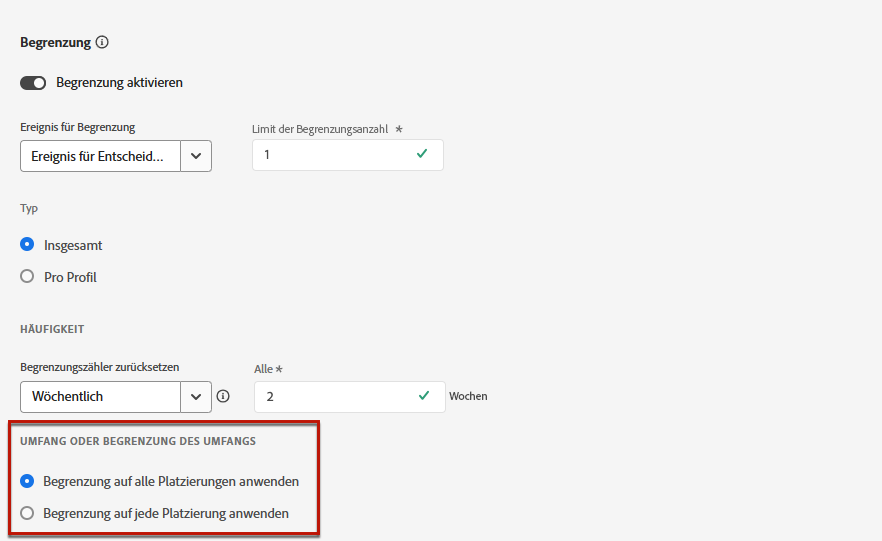 Begrenzung
Begrenzung aktivieren
Ereignis für Begrenzung
Limit der Begrenzungsanzahl *
Ereignis für Entscheid...
1
Typ
Insgesamt
Pro Profil
HÄUFIGKEIT
Begrenzungszähler zurücksetzen
Alle *
Wöchentlich
2
Wochen
UMFANG ODER BEGRENZUNG DES UMFANGS
Begrenzung auf alle Platzierungen anwenden
Begrenzung auf jede Platzierung anwenden